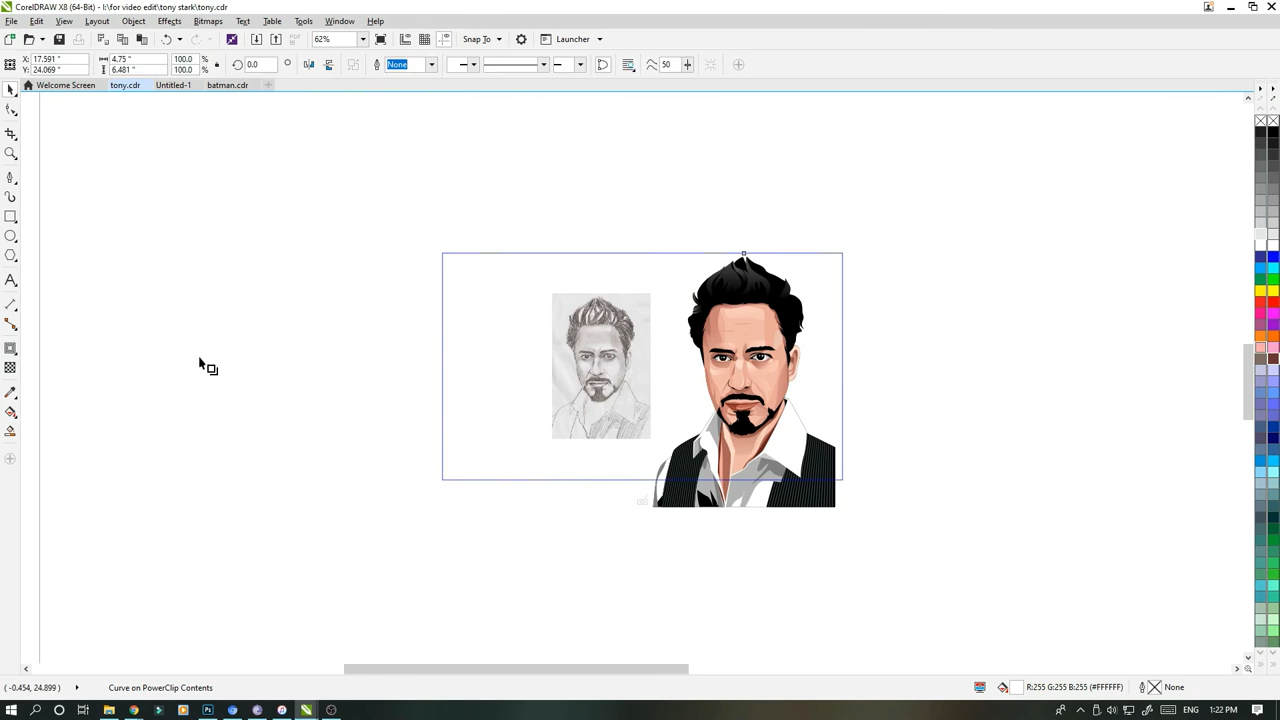 CorelDRAW X8 (64-Bit) - I:\for video edit\tony stark\tony.cdr
File Edit View Layout Object Effects Bitmaps Text Table Tools Window Help
62% Snap To Launcher
X: 17.591 " 4.75 " 100.0 % 0.0 None 50
Y: 24.069 " 6.481 " 100.0 %
Welcome Screen tony.cdr Untitled-1 batman.cdr
( -0.454, 24.899 ) Curve on PowerClip Contents R:255 G:255 B:255 (#FFFFFF) None
ENG 1:22 PM